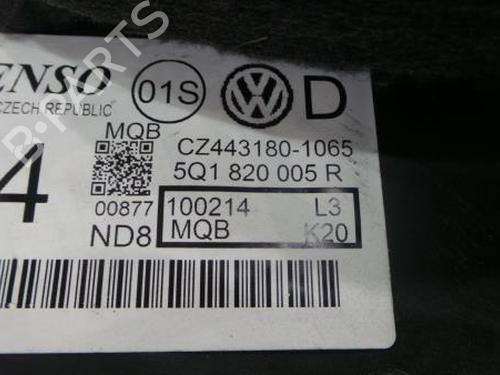 ENSO
CZECH REPUBLIC
01S
D
MQB
CZ443180-1065
5Q1 820 005 R
4
00877
100214 L3
ND8
MQB K20
B-PARTS